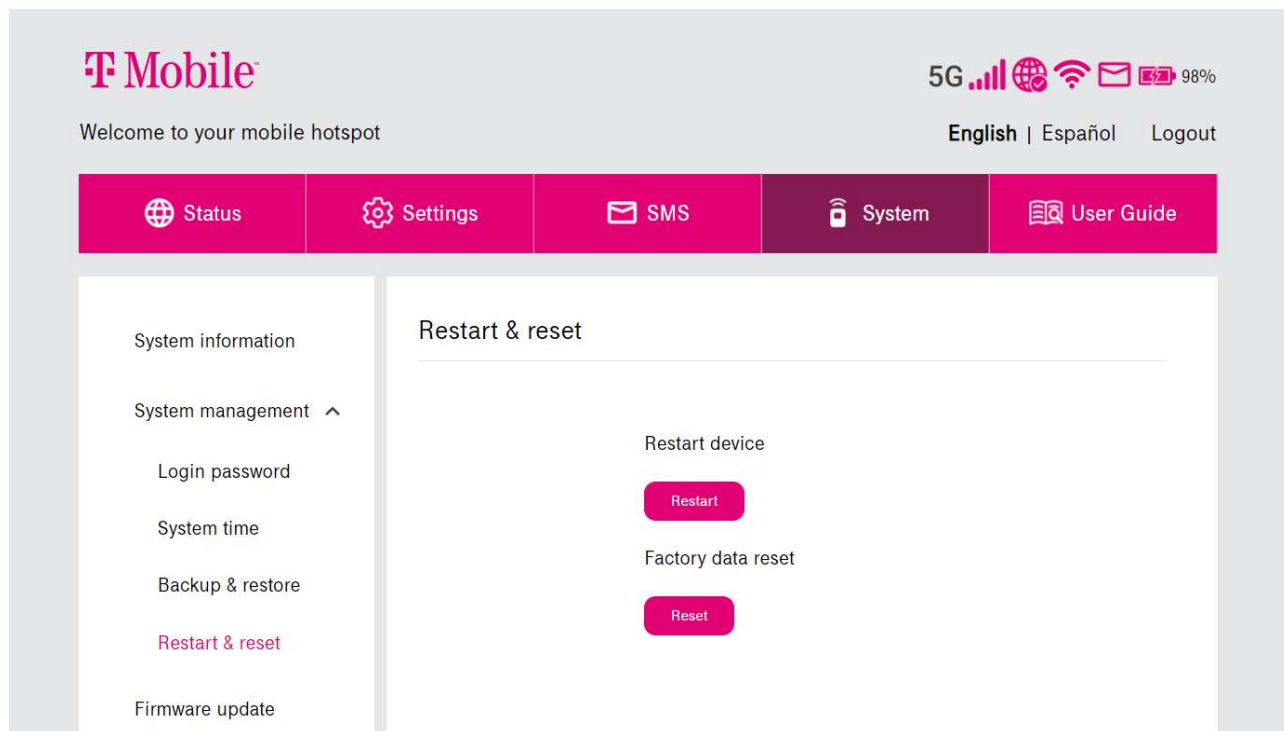 T Mobile™
5G 98%
Welcome to your mobile hotspot
English | Español Logout
Status Settings SMS System User Guide
System information
System management
Login password
System time
Backup & restore
Restart & reset
Firmware update
Restart & reset
Restart device
Restart
Factory data reset
Reset